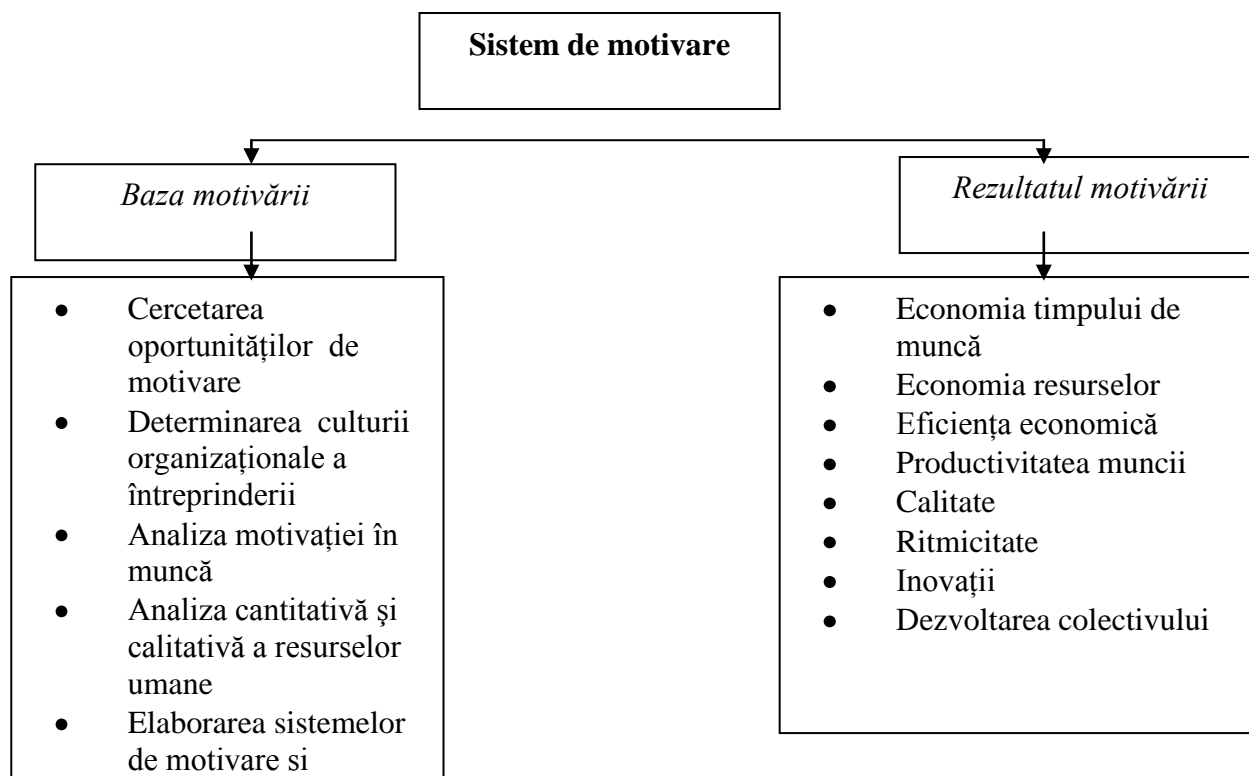 Sistem de motivare
Baza motivării
Rezultatul motivării
• Cercetarea
oportunităților de
motivare
• Determinarea culturii
organizaționale a
întreprinderii
• Analiza motivației în
muncă
• Analiza cantitativă şi
calitativă a resurselor
umane
• Elaborarea sistemelor
de motivare si
• Economia timpului de
muncă
• Economia resurselor
• Eficiența economică
• Productivitatea muncii
• Calitate
• Ritmicitate
• Inovații
• Dezvoltarea colectivului